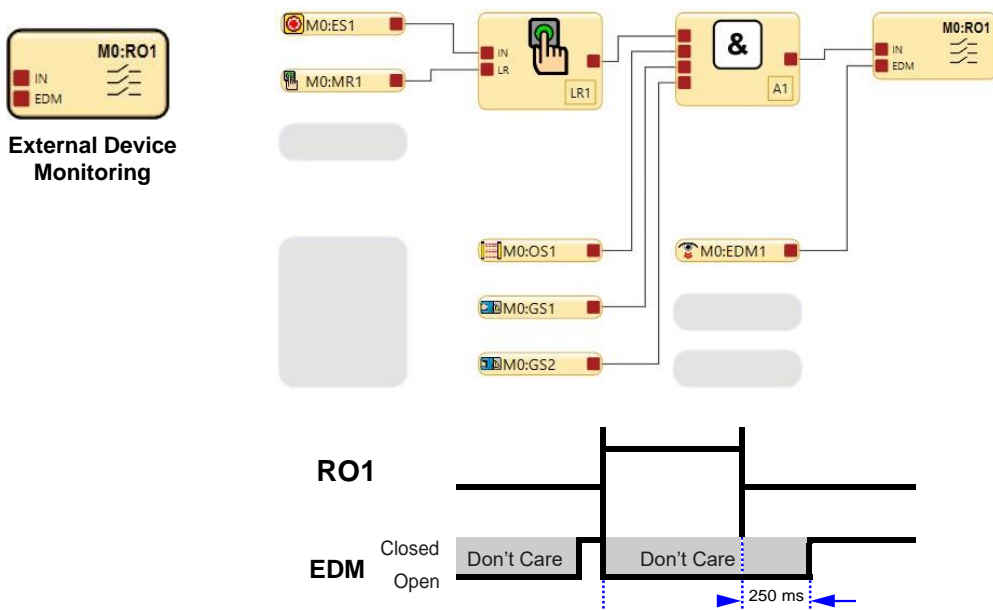 M0:RO1
IN
EDM
External Device
Monitoring
M0:ES1
M0:MR1
IN
LR
LR1
&
A1
M0:RO1
IN
EDM
M0:OS1
M0:EDM1
M0:GS1
M0:GS2
RO1
EDM
Closed
Open
Don't Care
Don't Care
250 ms